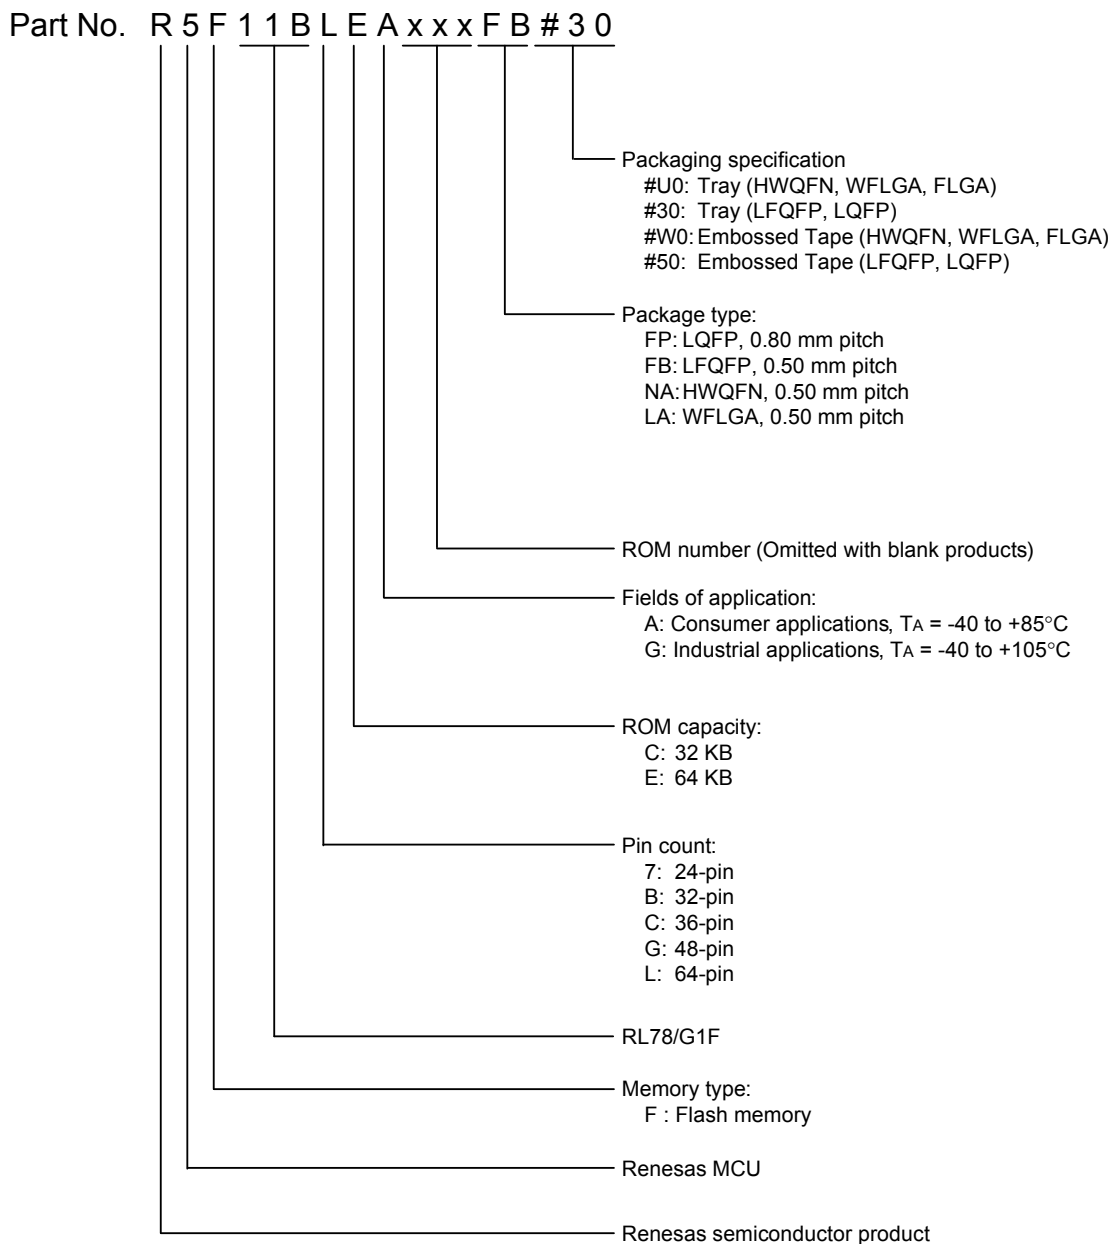 Part No. R 5 F 1 1 B L E A x x x F B # 3 0
Packaging specification
#U0: Tray (HWQFN, WFLGA, FLGA)
#30: Tray (LFQFP, LQFP)
#W0: Embossed Tape (HWQFN, WFLGA, FLGA)
#50: Embossed Tape (LFQFP, LQFP)
Package type:
FP: LQFP, 0.80 mm pitch
FB: LFQFP, 0.50 mm pitch
NA: HWQFN, 0.50 mm pitch
LA: WFLGA, 0.50 mm pitch
ROM number (Omitted with blank products)
Fields of application:
A: Consumer applications, TA = -40 to +85°C
G: Industrial applications, TA = -40 to +105°C
ROM capacity:
C: 32 KB
E: 64 KB
Pin count:
7: 24-pin
B: 32-pin
C: 36-pin
G: 48-pin
L: 64-pin
RL78/G1F
Memory type:
F : Flash memory
Renesas MCU
Renesas semiconductor product